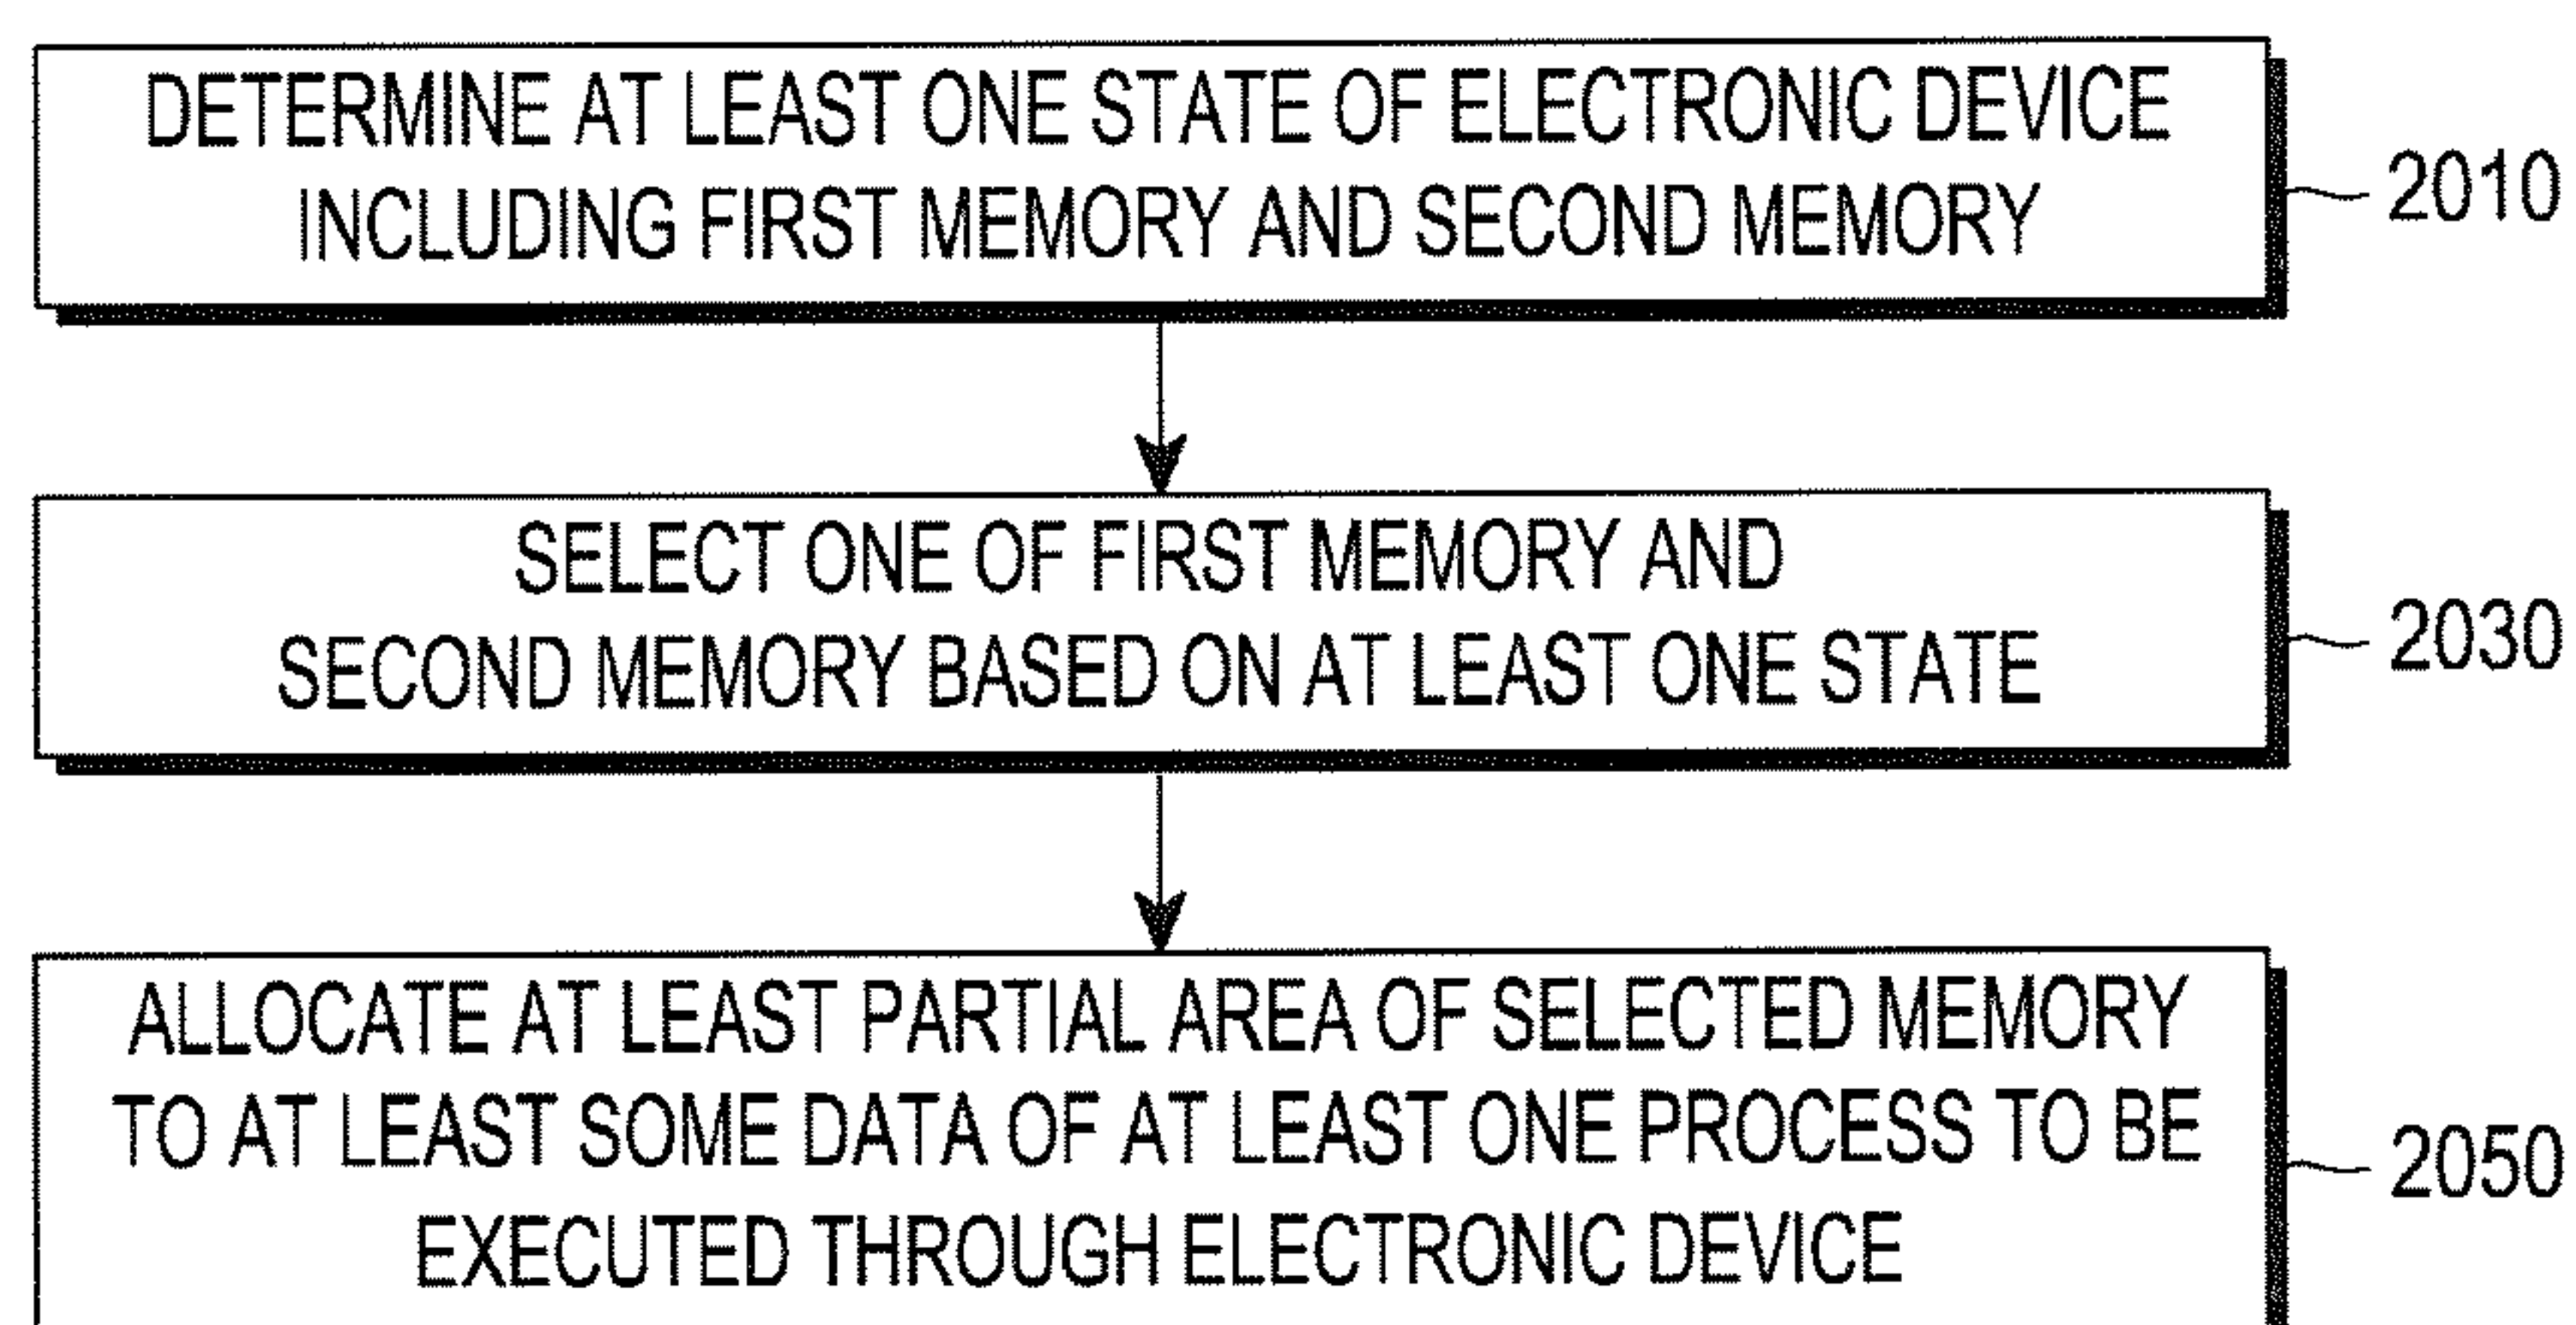 DETERMINE AT LEAST ONE STATE OF ELECTRONIC DEVICE
INCLUDING FIRST MEMORY AND SECOND MEMORY
2010
SELECT ONE OF FIRST MEMORY AND
SECOND MEMORY BASED ON AT LEAST ONE STATE
2030
ALLOCATE AT LEAST PARTIAL AREA OF SELECTED MEMORY
TO AT LEAST SOME DATA OF AT LEAST ONE PROCESS TO BE
EXECUTED THROUGH ELECTRONIC DEVICE
2050